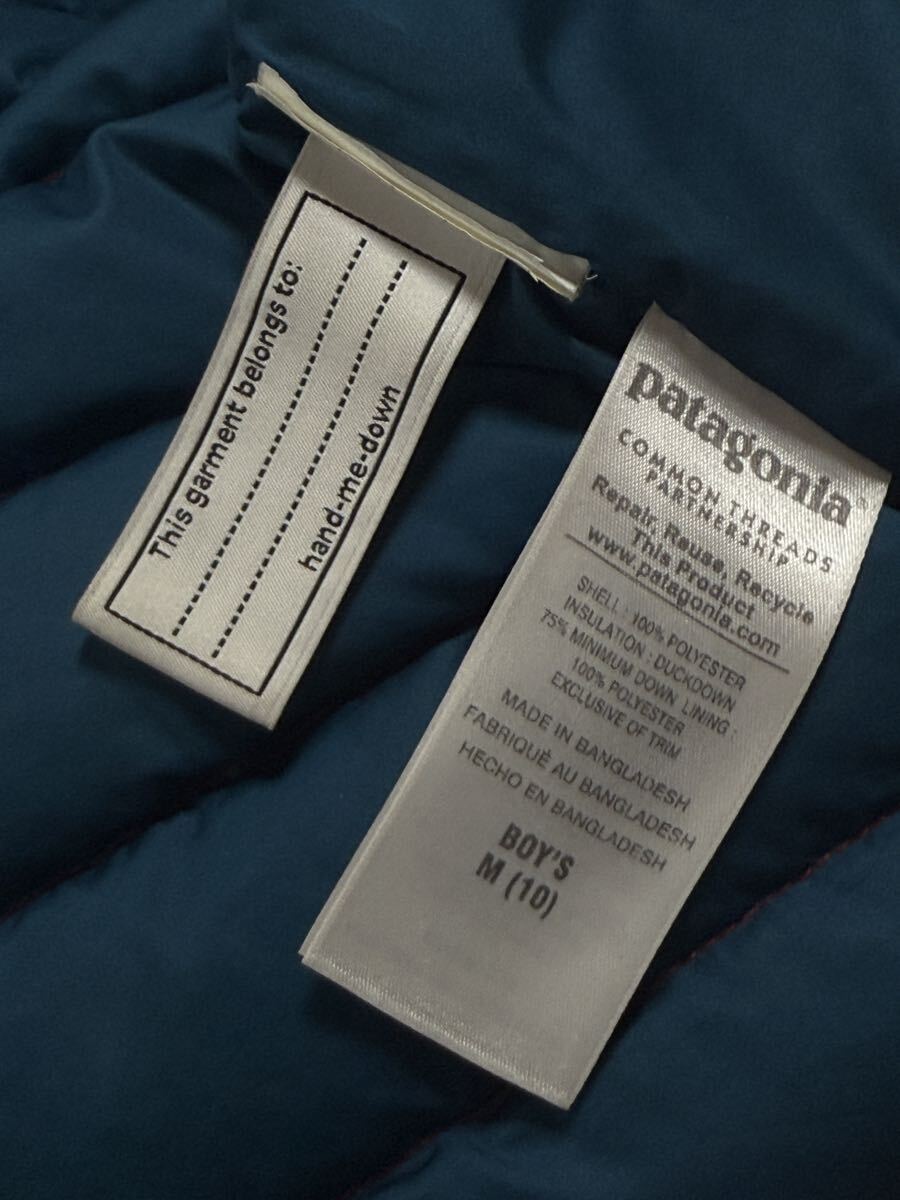 This garment belongs to:
hand-me-down
patagonia®
COMMON THREADS
PARTNERSHIP
Repair, Reuse, Recycle
This Product
www.patagonia.com
SHELL : 100% POLYESTER
INSULATION : DUCKDOWN
75% MINIMUM DOWN LINING :
100% POLYESTER
EXCLUSIVE OF TRIM
MADE IN BANGLADESH
FABRIQUÉ AU BANGLADESH
HECHO EN BANGLADESH
BOY'S
M (10)